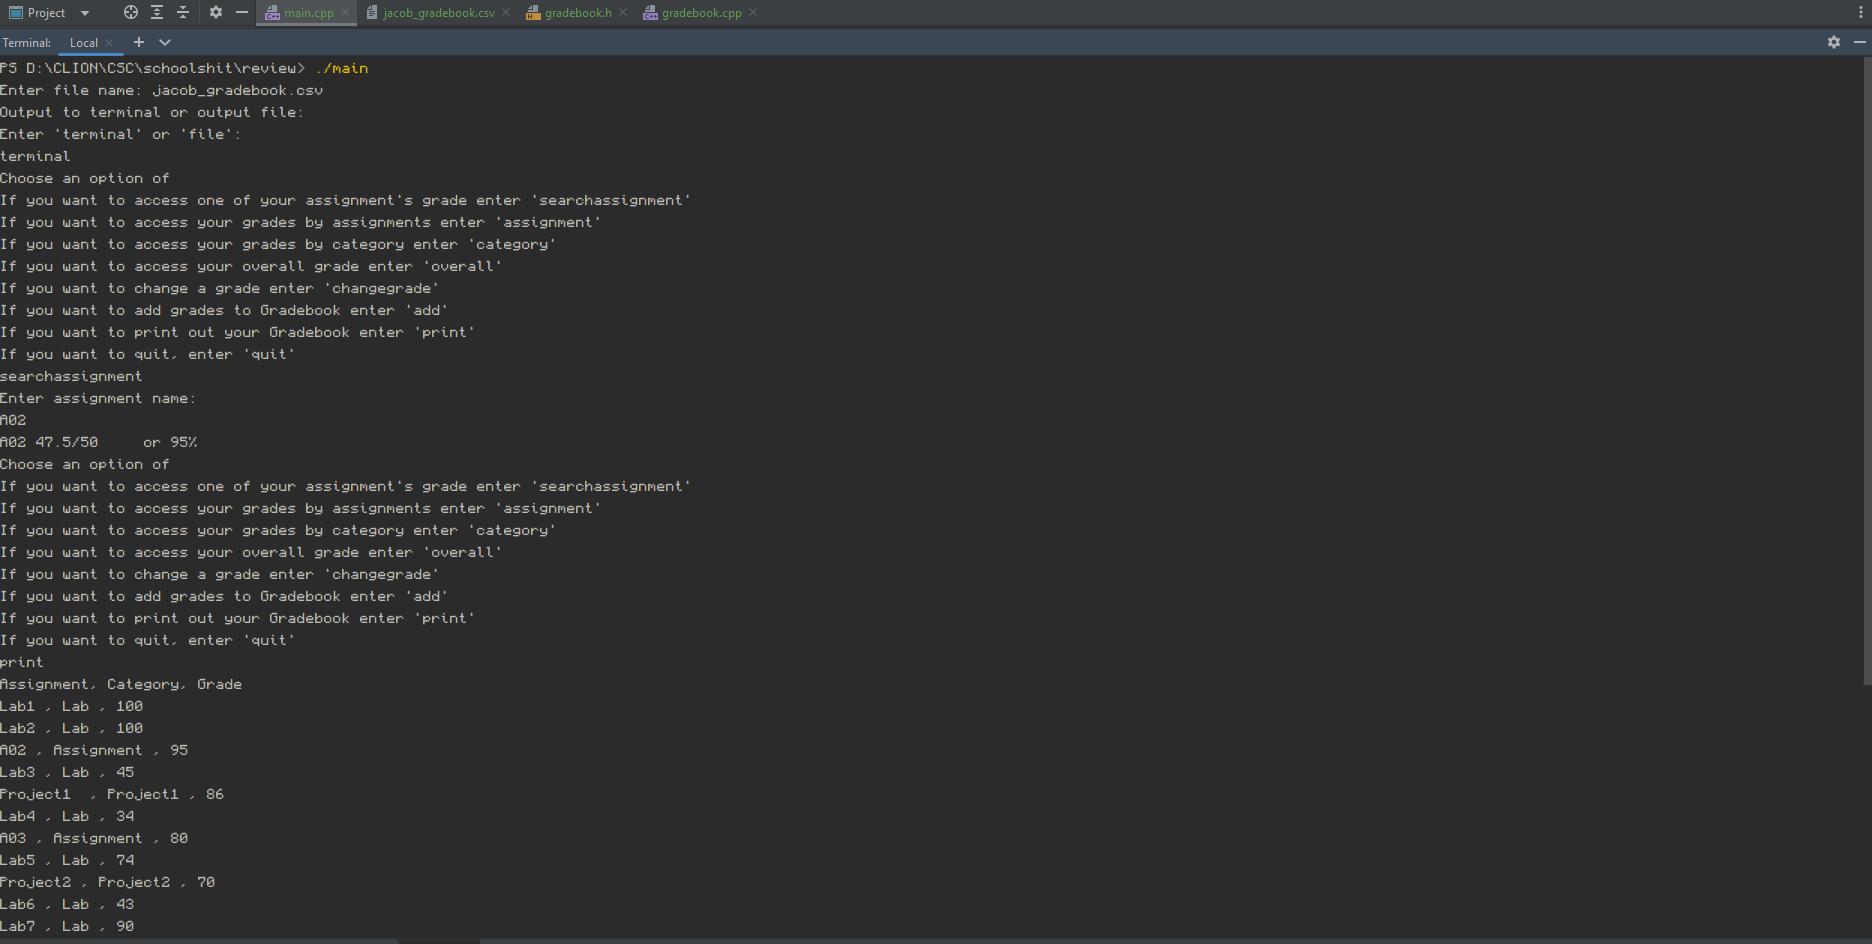 Project main.cpp jacob_gradebook.csv gradebook.h gradebook.cpp
Terminal: Local
PS D:\CLION\CSC\schoolshit\review> ./main
Enter file name: jacob_gradebook.csv
Output to terminal or output file:
Enter 'terminal' or 'file':
terminal
Choose an option of
If you want to access one of your assignment's grade enter 'searchassignment'
If you want to access your grades by assignments enter 'assignment'
If you want to access your grades by category enter 'category'
If you want to access your overall grade enter 'overall'
If you want to change a grade enter 'changegrade'
If you want to add grades to Gradebook enter 'add'
If you want to print out your Gradebook enter 'print'
If you want to quit, enter 'quit'
searchassignment
Enter assignment name:
A02
A02 47.5/50     or 95%
Choose an option of
If you want to access one of your assignment's grade enter 'searchassignment'
If you want to access your grades by assignments enter 'assignment'
If you want to access your grades by category enter 'category'
If you want to access your overall grade enter 'overall'
If you want to change a grade enter 'changegrade'
If you want to add grades to Gradebook enter 'add'
If you want to print out your Gradebook enter 'print'
If you want to quit, enter 'quit'
print
Assignment, Category, Grade
Lab1 , Lab , 100
Lab2 , Lab , 100
A02 , Assignment , 95
Lab3 , Lab , 45
Project1  , Project1 , 86
Lab4 , Lab , 34
A03 , Assignment , 80
Lab5 , Lab , 74
Project2 , Project2 , 70
Lab6 , Lab , 43
Lab7 , Lab , 90